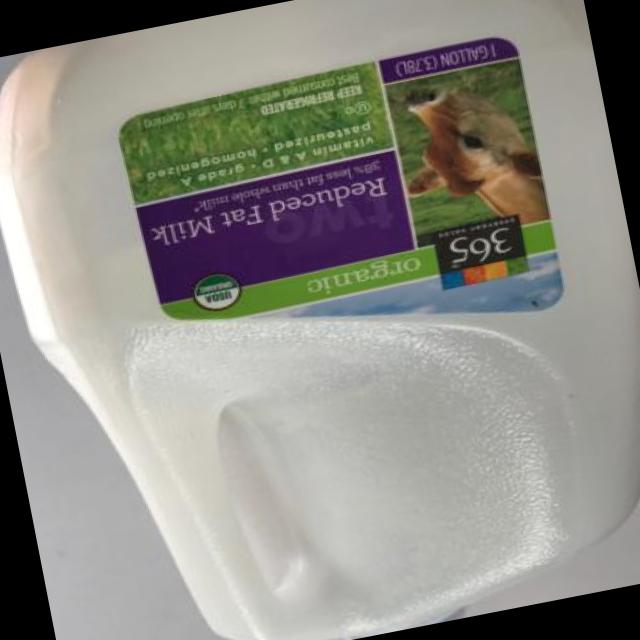 365
EVERYDAY VALUE
organic
USDA
ORGANIC
two
Reduced Fat Milk
38% less fat than whole milk*
vitamin A & D • grade A
pasteurized • homogenized
KEEP REFRIGERATED
best consumed within 7 days after opening
1 GALLON (3.78L)